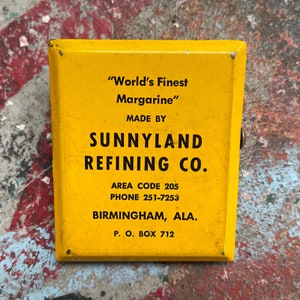 "World's Finest
Margarine"
MADE BY
SUNNYLAND
REFINING CO.
AREA CODE 205
PHONE 251-7253
BIRMINGHAM, ALA.
P. O. BOX 712